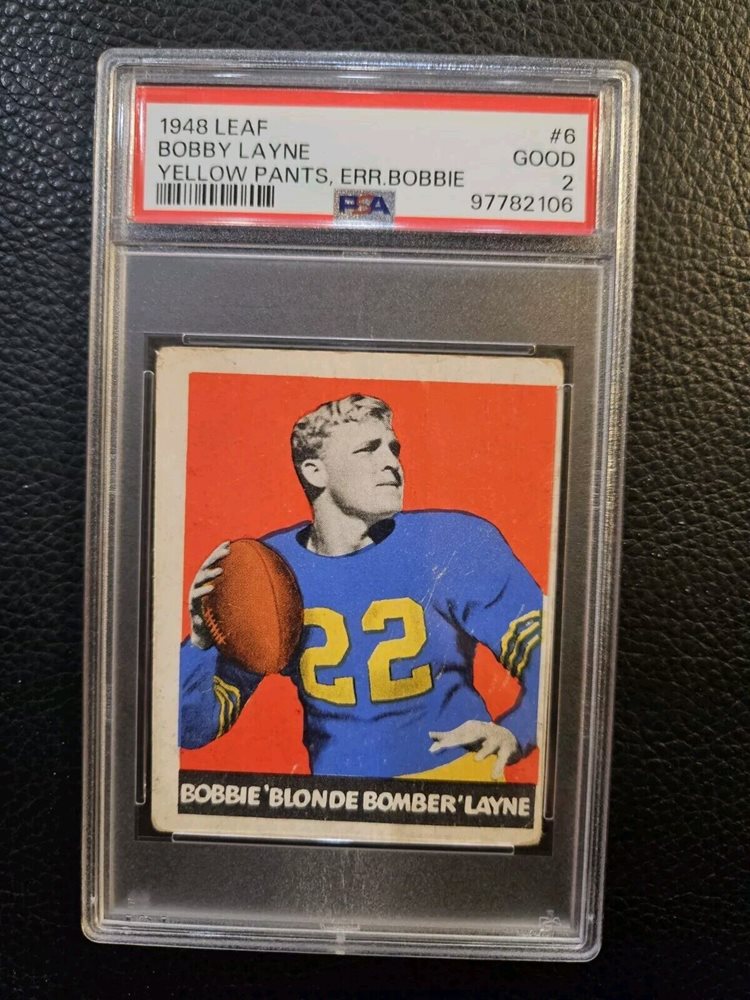 1948 LEAF #6
BOBBY LAYNE GOOD
YELLOW PANTS, ERR.BOBBIE 2
PSA 97782106
22
BOBBIE 'BLONDE BOMBER' LAYNE